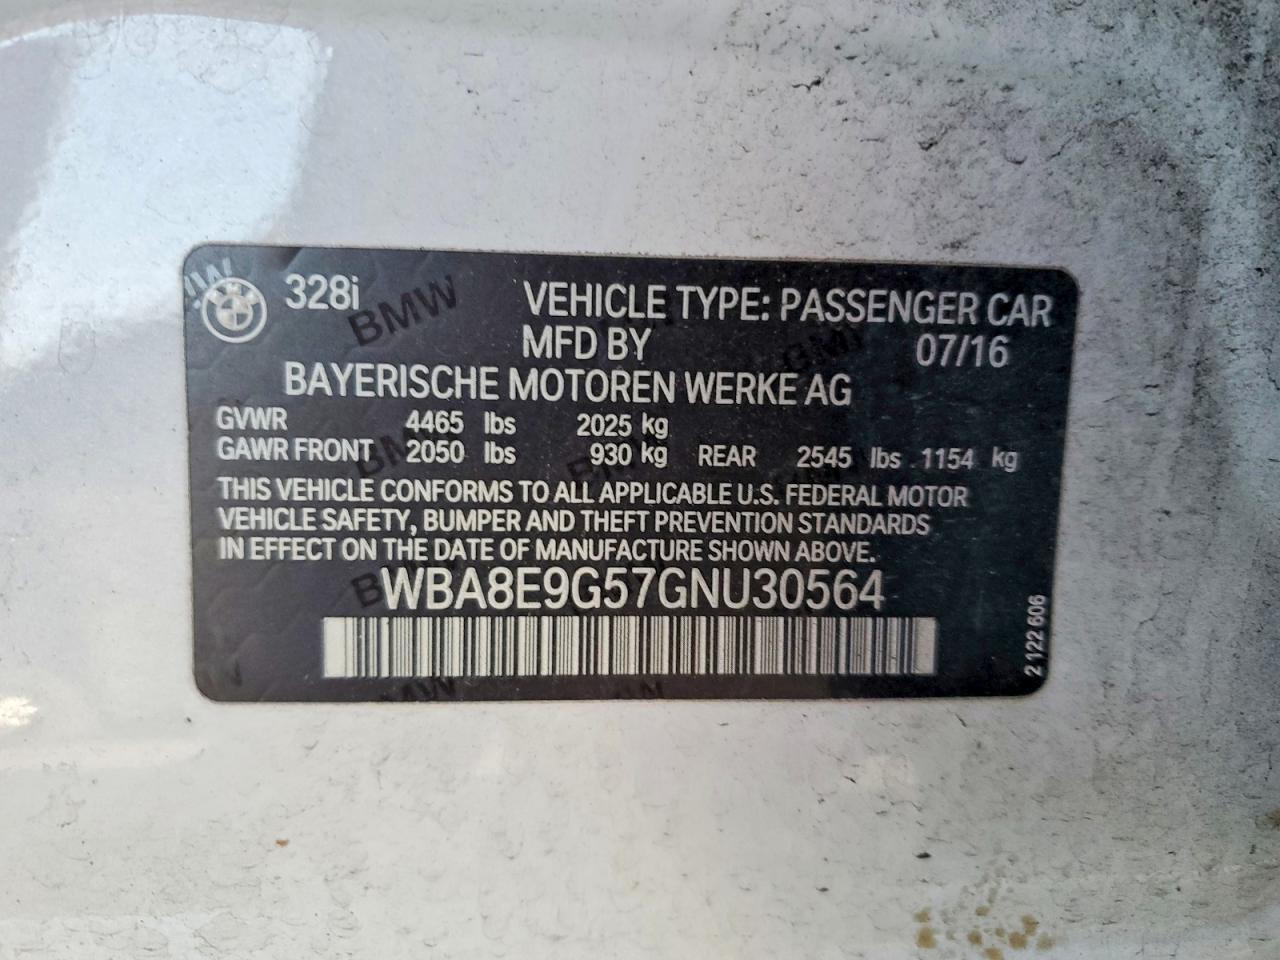 328i VEHICLE TYPE: PASSENGER CAR
MFD BY 07/16
BAYERISCHE MOTOREN WERKE AG
GVWR 4465 lbs 2025 kg
GAWR FRONT 2050 lbs 930 kg REAR 2545 lbs 1154 kg
THIS VEHICLE CONFORMS TO ALL APPLICABLE U.S. FEDERAL MOTOR
VEHICLE SAFETY, BUMPER AND THEFT PREVENTION STANDARDS
IN EFFECT ON THE DATE OF MANUFACTURE SHOWN ABOVE.
WBA8E9G57GNU30564
2 122 606
BMW